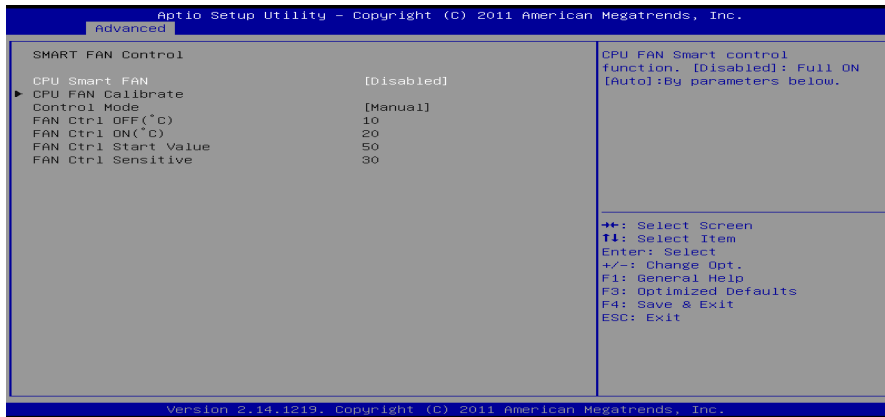 Aptio Setup Utility – Copyright (C) 2011 American Megatrends, Inc.
Advanced
SMART FAN Control
CPU Smart FAN [Disabled]
► CPU FAN Calibrate
Control Mode [Manual]
FAN Ctrl OFF(°C) 10
FAN Ctrl ON(°C) 20
FAN Ctrl Start Value 50
FAN Ctrl Sensitive 30
CPU FAN Smart control
function. [Disabled]: Full ON
[Auto]:By parameters below.
→←: Select Screen
↑↓: Select Item
Enter: Select
+/-: Change Opt.
F1: General Help
F3: Optimized Defaults
F4: Save & Exit
ESC: Exit
Version 2.14.1219. Copyright (C) 2011 American Megatrends, Inc.